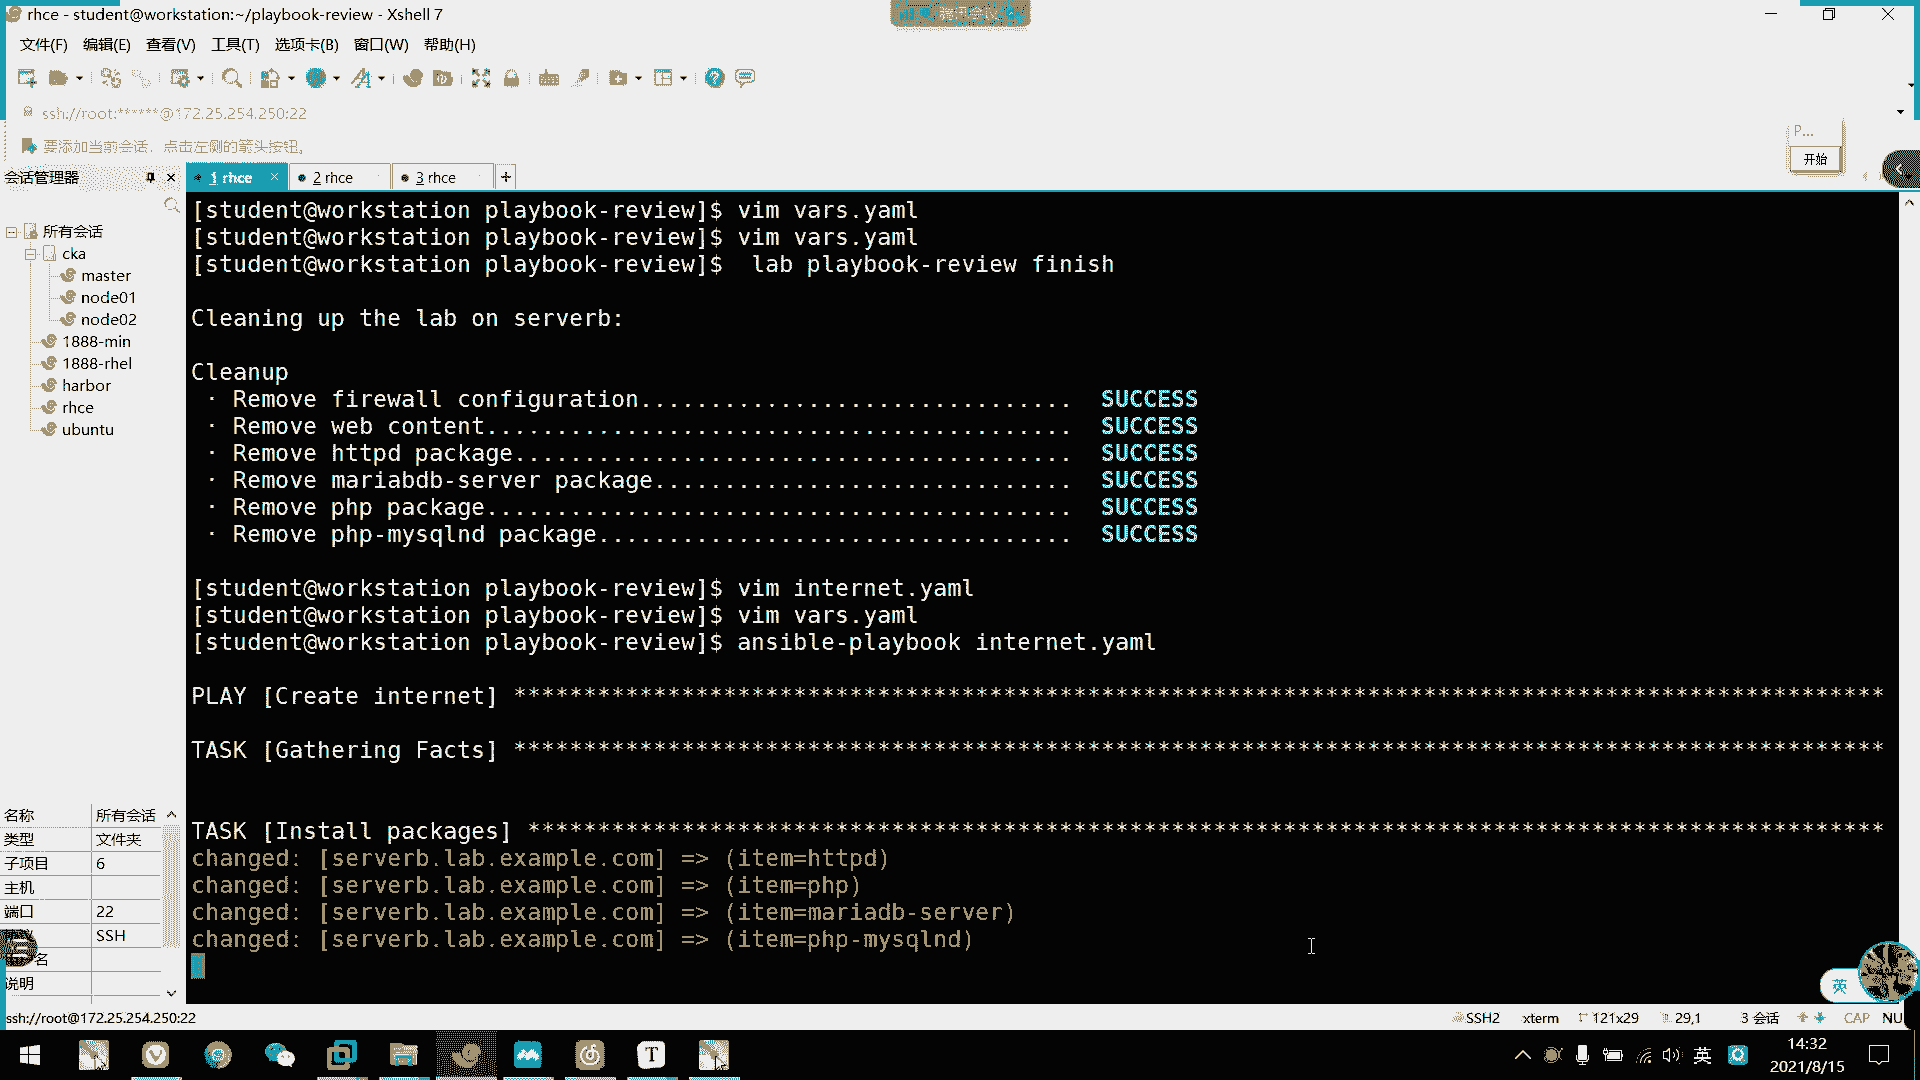 rhce - student@workstation:~/playbook-review - Xshell 7
文件(F) 编辑(E) 查看(V) 工具(T) 选项卡(B) 窗口(W) 帮助(H)
ssh://root:******@172.25.254.250:22
要添加当前会话，点击左侧的箭头按钮。
P...
开始
会话管理器
1 rhce
2 rhce
3 rhce
+
所有会话
cka
master
node01
node02
1888-min
1888-rhel
harbor
rhce
ubuntu
[student@workstation playbook-review]$ vim vars.yaml
[student@workstation playbook-review]$ vim vars.yaml
[student@workstation playbook-review]$  lab playbook-review finish
Cleaning up the lab on serverb:
Cleanup
· Remove firewall configuration............................... SUCCESS
· Remove web content.......................................... SUCCESS
· Remove httpd package........................................ SUCCESS
· Remove mariabdb-server package.............................. SUCCESS
· Remove php package.......................................... SUCCESS
· Remove php-mysqlnd package.................................. SUCCESS
[student@workstation playbook-review]$ vim internet.yaml
[student@workstation playbook-review]$ vim vars.yaml
[student@workstation playbook-review]$ ansible-playbook internet.yaml
PLAY [Create internet] **************************************************************************************************
TASK [Gathering Facts] **************************************************************************************************
TASK [Install packages] *************************************************************************************************
changed: [serverb.lab.example.com] => (item=httpd)
changed: [serverb.lab.example.com] => (item=php)
changed: [serverb.lab.example.com] => (item=mariadb-server)
changed: [serverb.lab.example.com] => (item=php-mysqlnd)
名称 所有会话
类型 文件夹
子项目 6
主机
端口 22
SSH
名
说明
英
ssh://root@172.25.254.250:22
SSH2 xterm 121x29 29,1 3 会话 CAP NU
英
14:32
2021/8/15